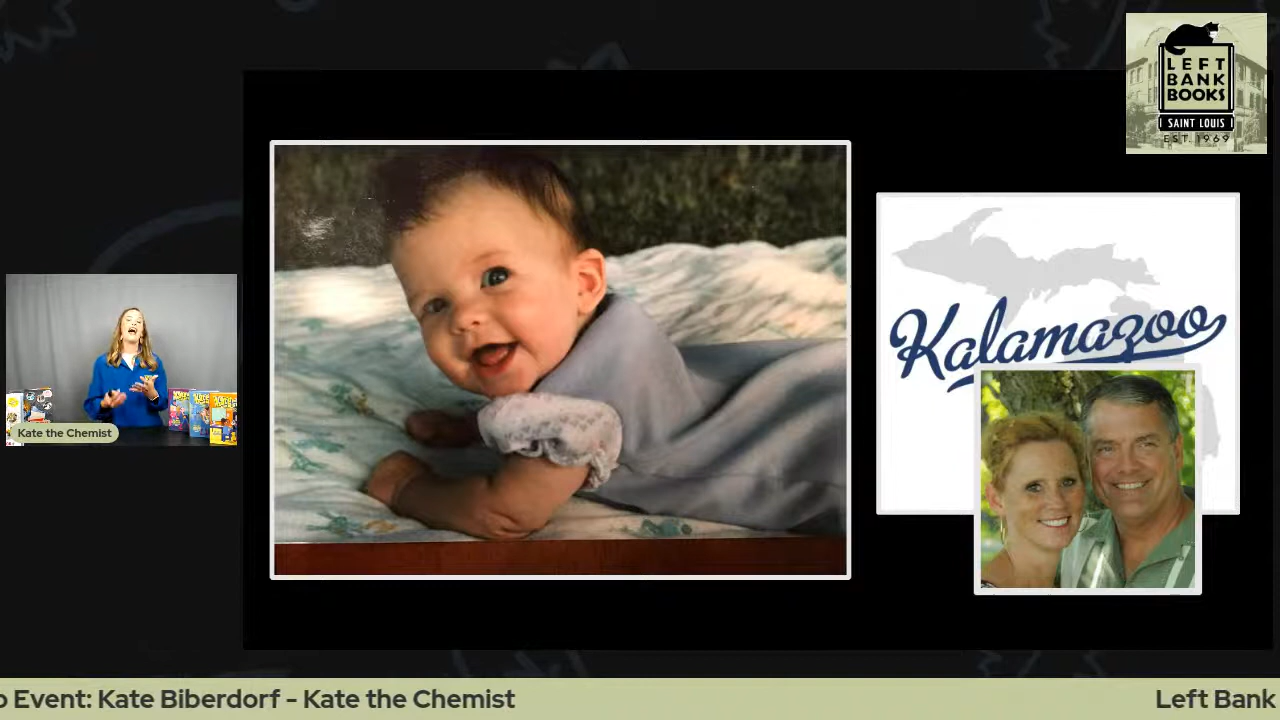 LEFT
BANK
BOOKS
SAINT LOUIS
EST. 1969
Kalamazoo
Kate the Chemist
Event: Kate Biberdorf - Kate the Chemist
Left Bank